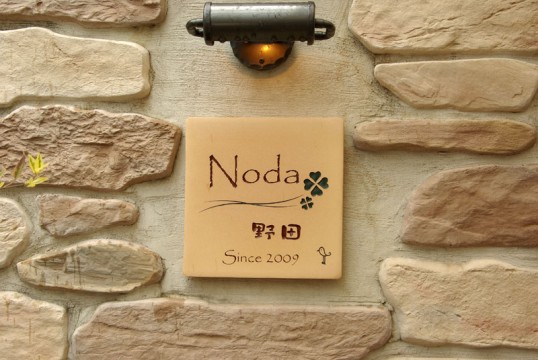 Noda
野田
Since 2009